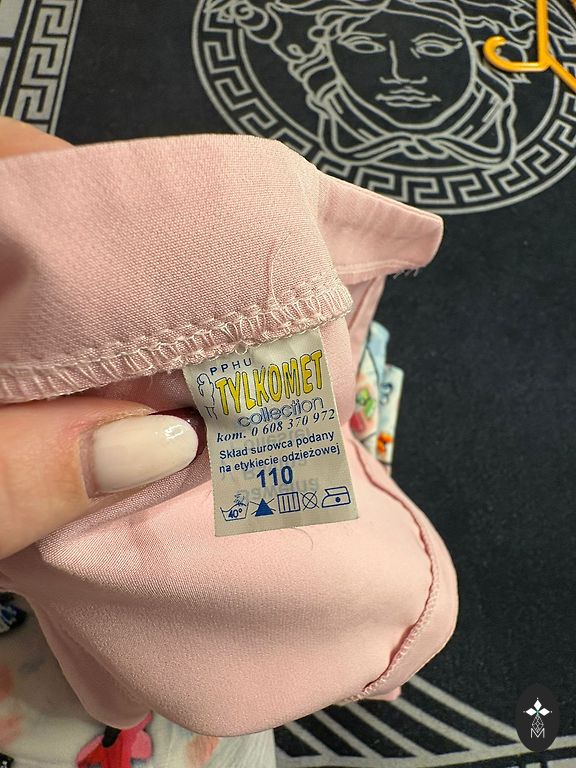 PPHU
TYLKOMET
collection
kom. 0 608 370 972
Skład surowca podany
na etykiecie odzieżowej
110
40°
M